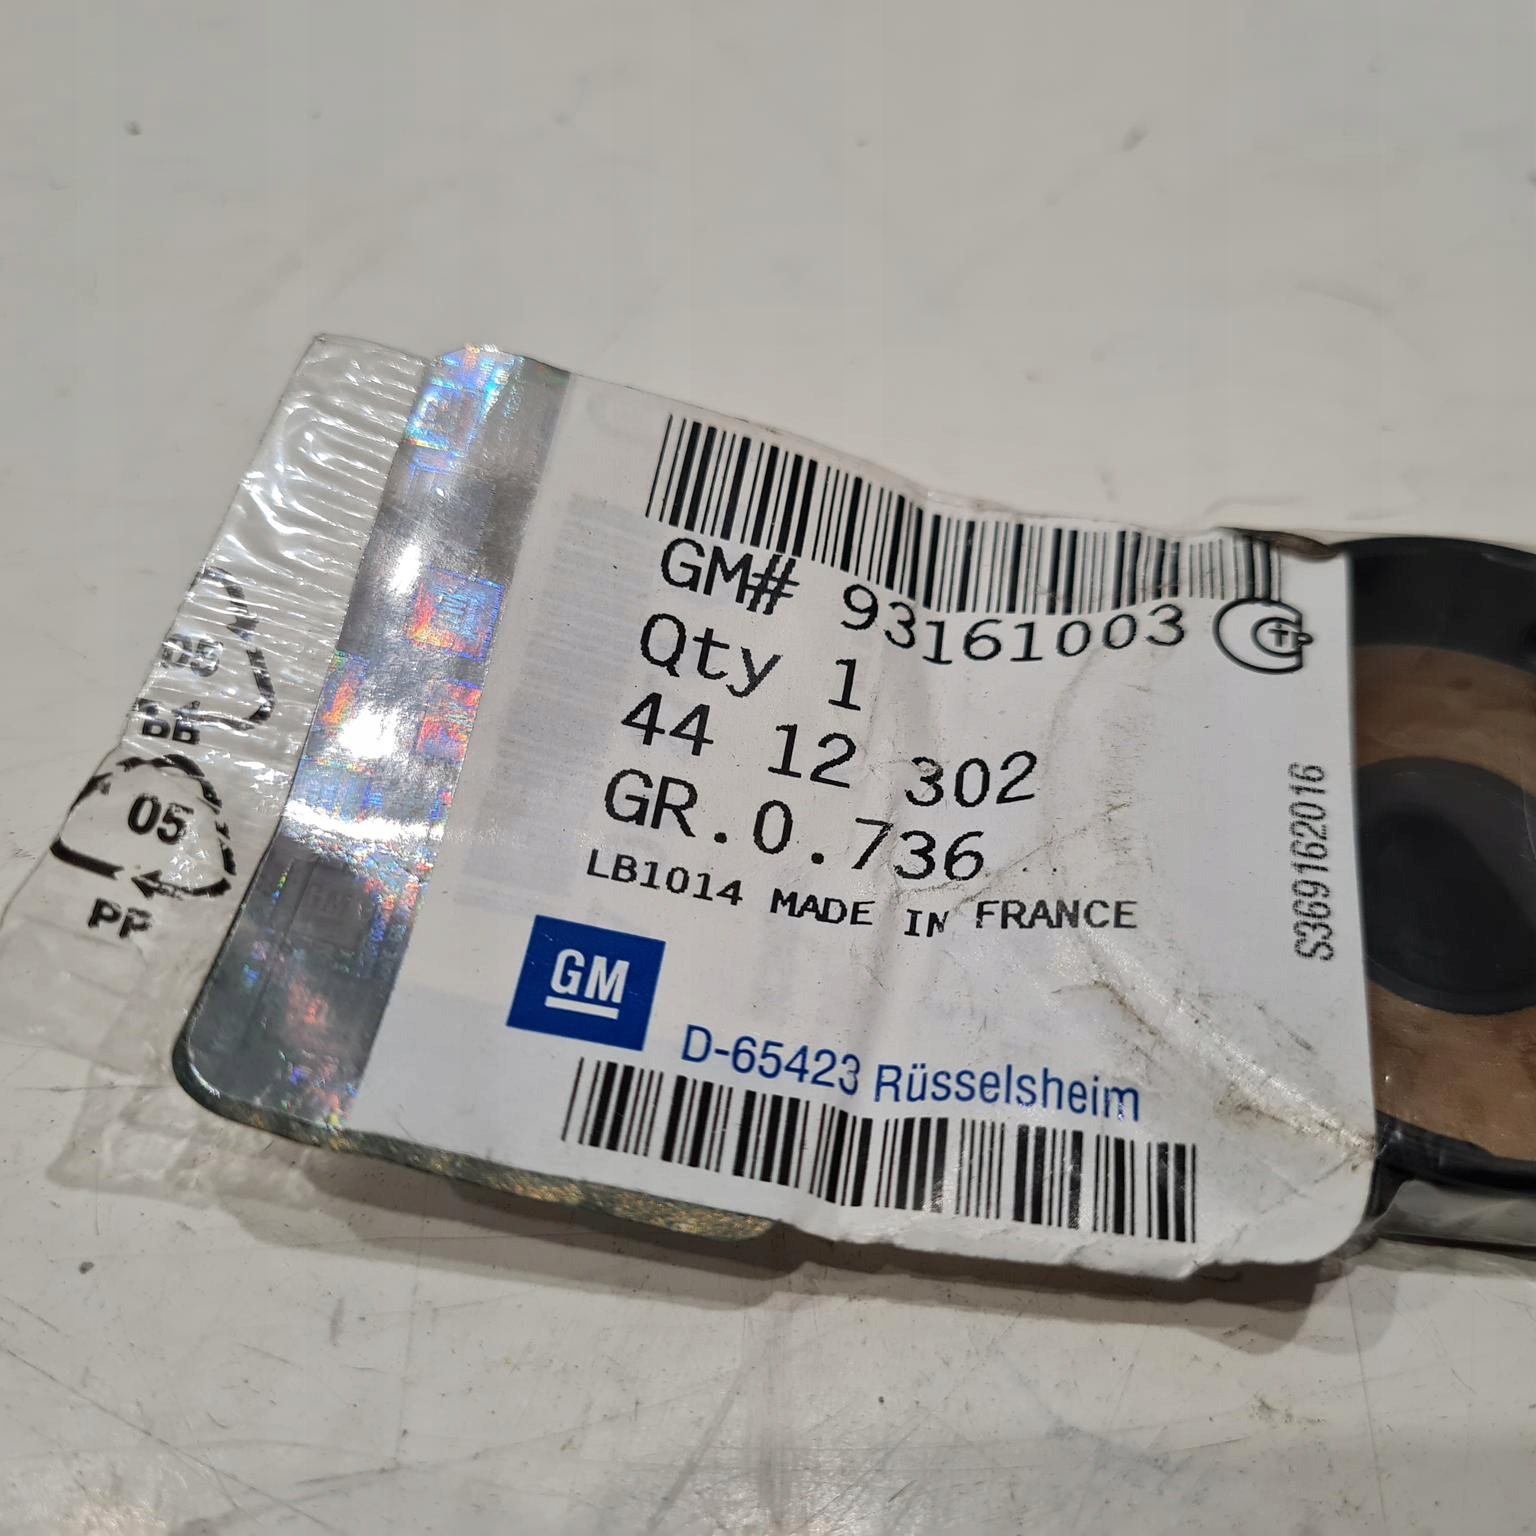 GM# 93161003
Qty 1
44 12 302
GR.0.736
LB1014 MADE IN FRANCE
GM
D-65423 Rüsselsheim
S369162016
05
PP
05